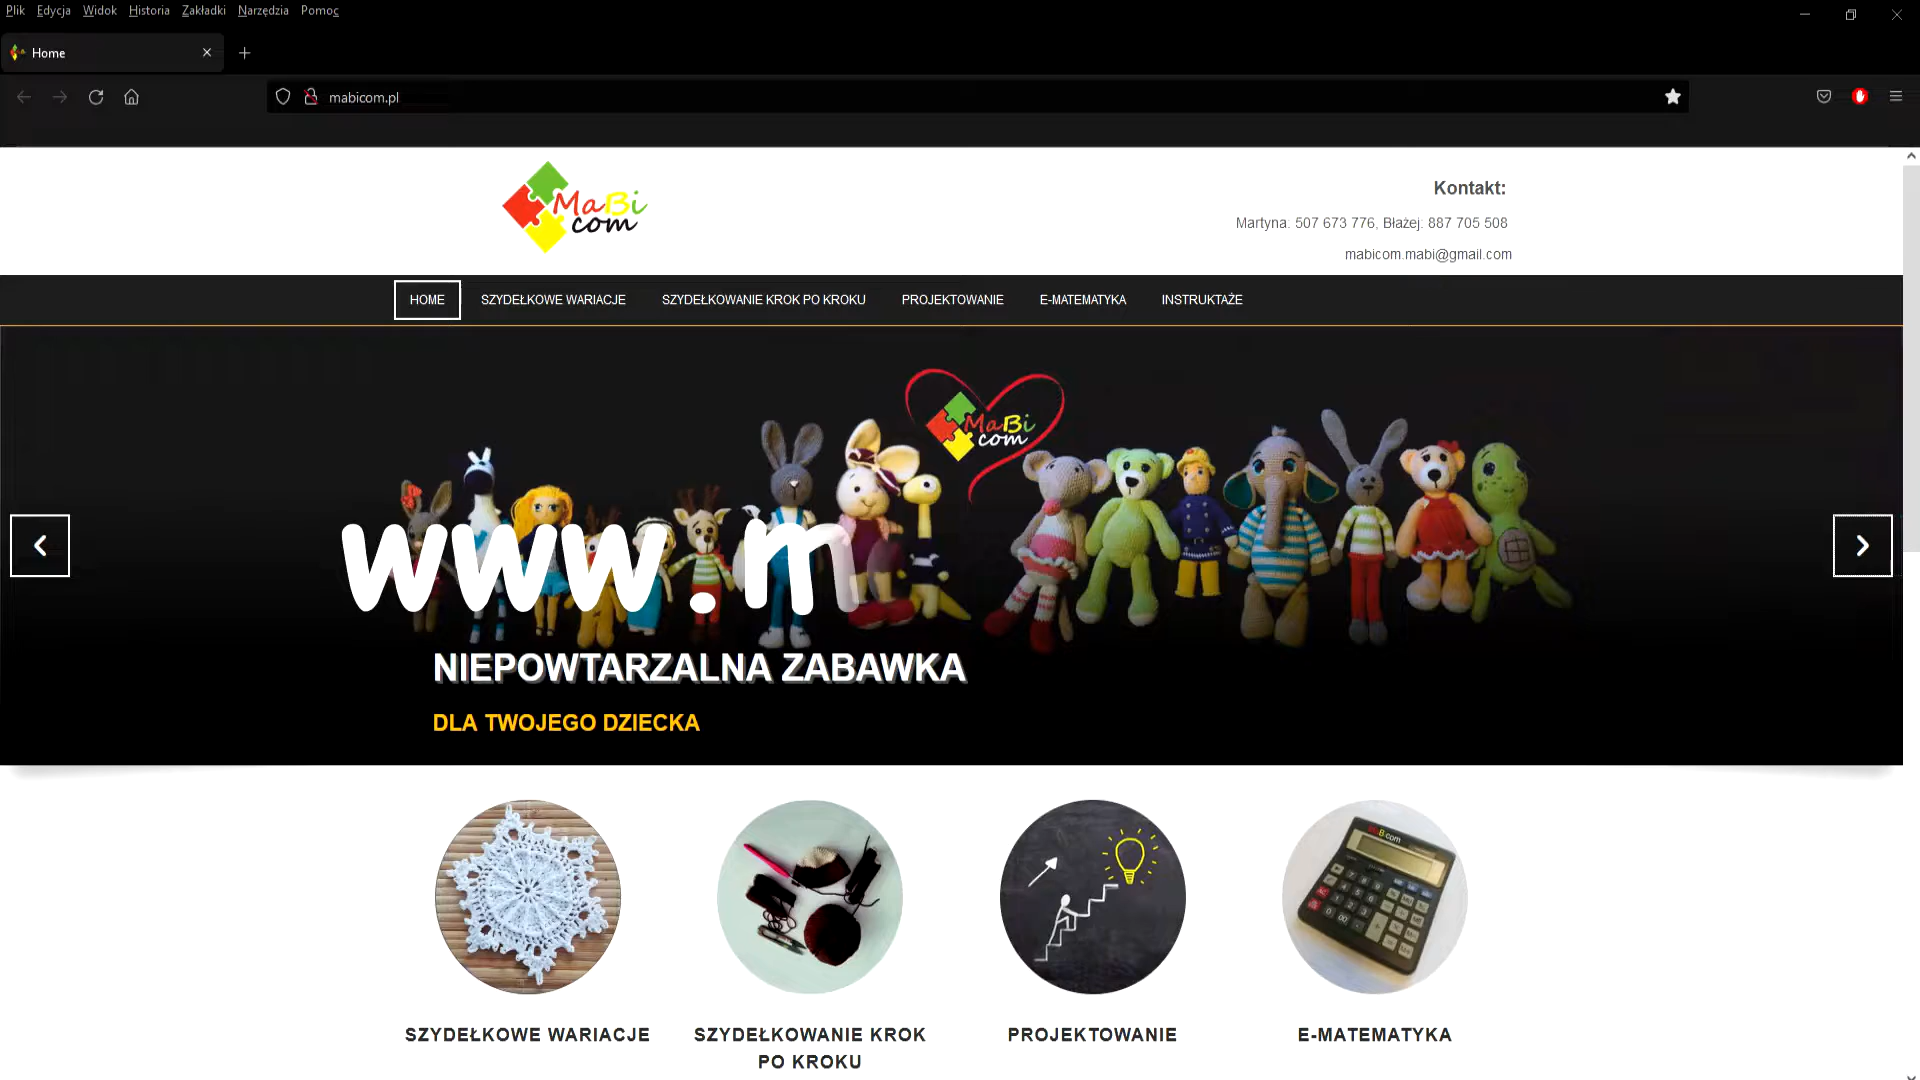 Plik Edycja Widok Historia Zakładki Narzędzia Pomoc
Home
mabicom.pl
MaBi
com
Kontakt:
Martyna: 507 673 776, Błażej: 887 705 508
mabicom.mabi@gmail.com
HOME SZYDEŁKOWE WARIACJE SZYDEŁKOWANIE KROK PO KROKU PROJEKTOWANIE E-MATEMATYKA INSTRUKTAŻE
MaBi
com
www.m
NIEPOWTARZALNA ZABAWKA
DLA TWOJEGO DZIECKA
SZYDEŁKOWE WARIACJE
SZYDEŁKOWANIE KROK
PO KROKU
PROJEKTOWANIE
E-MATEMATYKA